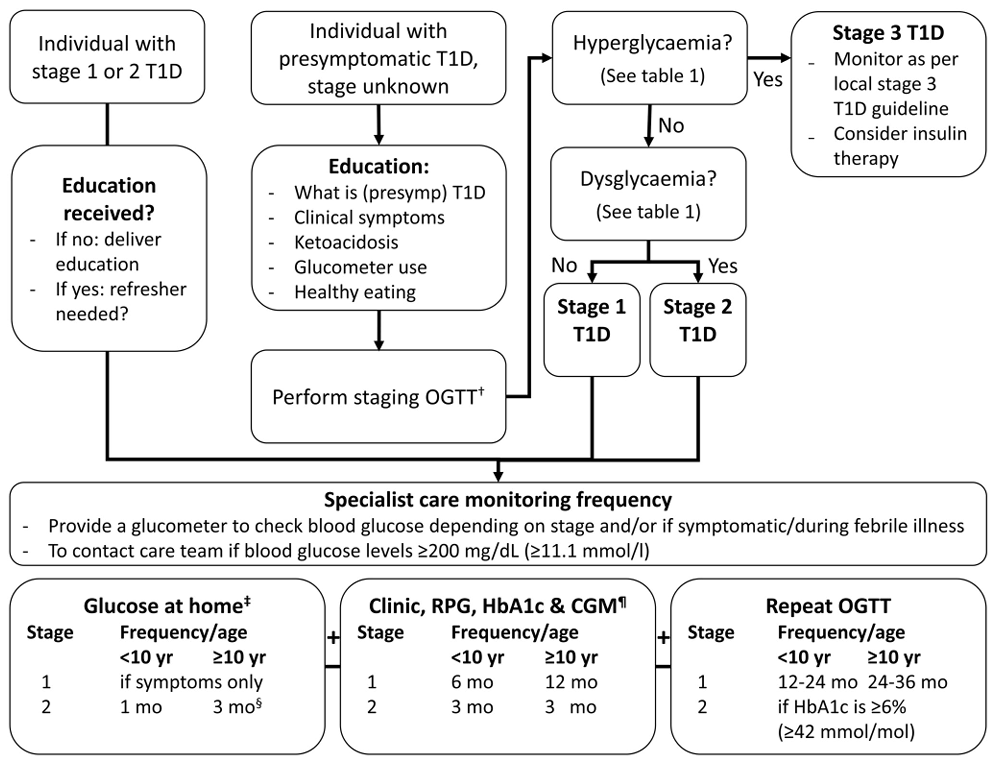 Individual with
stage 1 or 2 T1D
Education
received?
- If no: deliver
education
- If yes: refresher
needed?
Individual with
presymptomatic T1D,
stage unknown
Education:
- What is (presymp) T1D
- Clinical symptoms
- Ketoacidosis
- Glucometer use
- Healthy eating
Perform staging OGTT†
Hyperglycaemia?
(See table 1)
Yes
No
Stage 3 T1D
- Monitor as per
local stage 3
T1D guideline
- Consider insulin
therapy
Dysglycaemia?
(See table 1)
No
Yes
Stage 1
T1D
Stage 2
T1D
Specialist care monitoring frequency
- Provide a glucometer to check blood glucose depending on stage and/or if symptomatic/during febrile illness
- To contact care team if blood glucose levels ≥200 mg/dL (≥11.1 mmol/l)
Glucose at home‡
Stage Frequency/age
<10 yr ≥10 yr
1 if symptoms only
2 1 mo 3 mo§
+
Clinic, RPG, HbA1c & CGM¶
Stage Frequency/age
<10 yr ≥10 yr
1 6 mo 12 mo
2 3 mo 3 mo
+
Repeat OGTT
Stage Frequency/age
<10 yr ≥10 yr
1 12-24 mo 24-36 mo
2 if HbA1c is ≥6%
(≥42 mmol/mol)